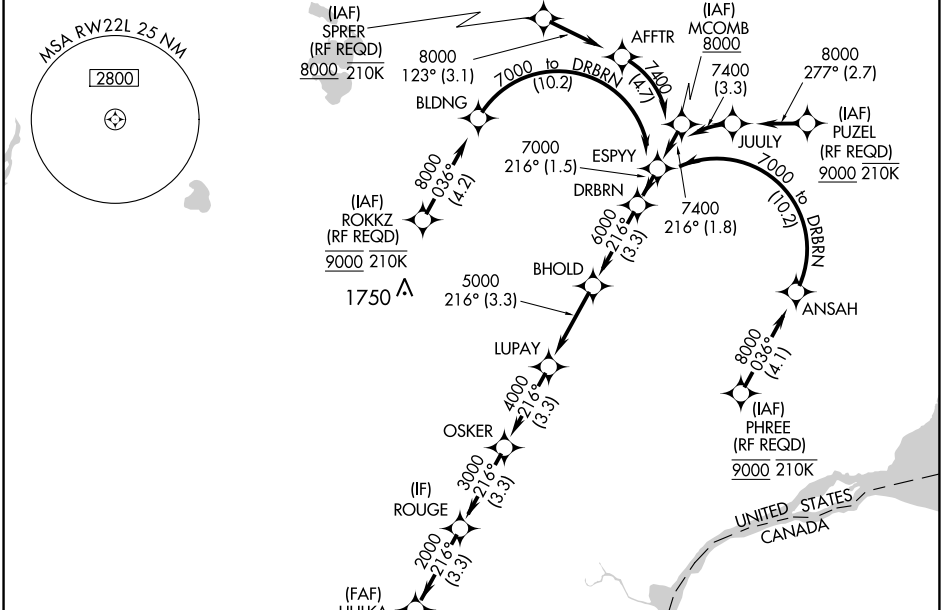 MSA RW22L 25 NM
2800
(IAF)
SPRER
(RF REQD)
8000 210K
8000
123° (3.1)
AFFTR
7400
(4.7)
(IAF)
MCOMB
8000
7400
(3.3)
8000
277° (2.7)
JUULY
(IAF)
PUZEL
(RF REQD)
9000 210K
BLDNG
7000 to DRBRN
(10.2)
8000
036°
(4.2)
(IAF)
ROKKZ
(RF REQD)
9000 210K
1750
ESPYY
7000
216° (1.5)
DRBRN
7400
216° (1.8)
7000 to DRBRN
(10.2)
ANSAH
8000
036°
(4.1)
(IAF)
PHREE
(RF REQD)
9000 210K
6000
216°
(3.3)
BHOLD
5000
216° (3.3)
LUPAY
4000
216°
(3.3)
OSKER
3000
216°
(3.3)
(IF)
ROUGE
2000
216°
(3.3)
(FAF)
UNITED STATES
CANADA